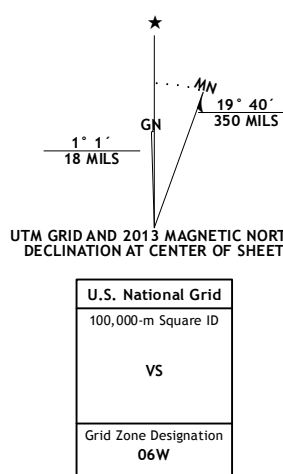 ★
MN
GN
19° 40´
350 MILS
1° 1´
18 MILS
UTM GRID AND 2013 MAGNETIC NORT
DECLINATION AT CENTER OF SHEET
U.S. National Grid
100,000-m Square ID
VS
Grid Zone Designation
06W